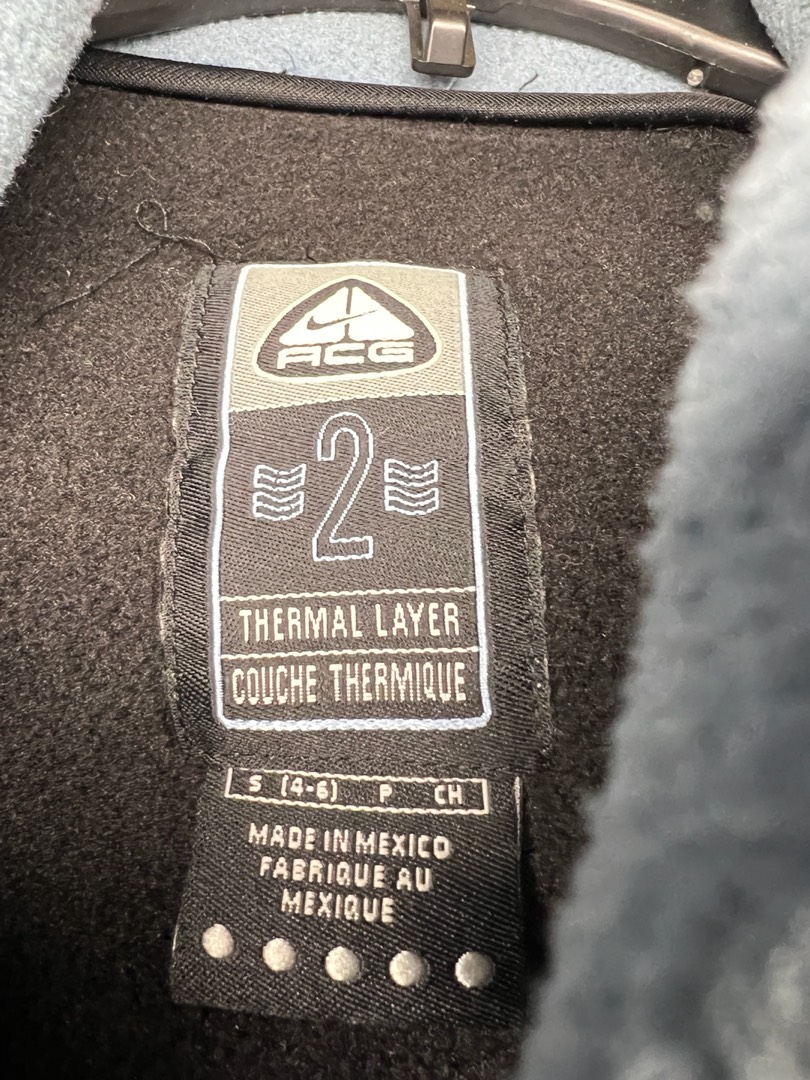 ACG
2
THERMAL LAYER
COUCHE THERMIQUE
S (4-6) P CH
MADE IN MEXICO
FABRIQUE AU
MEXIQUE